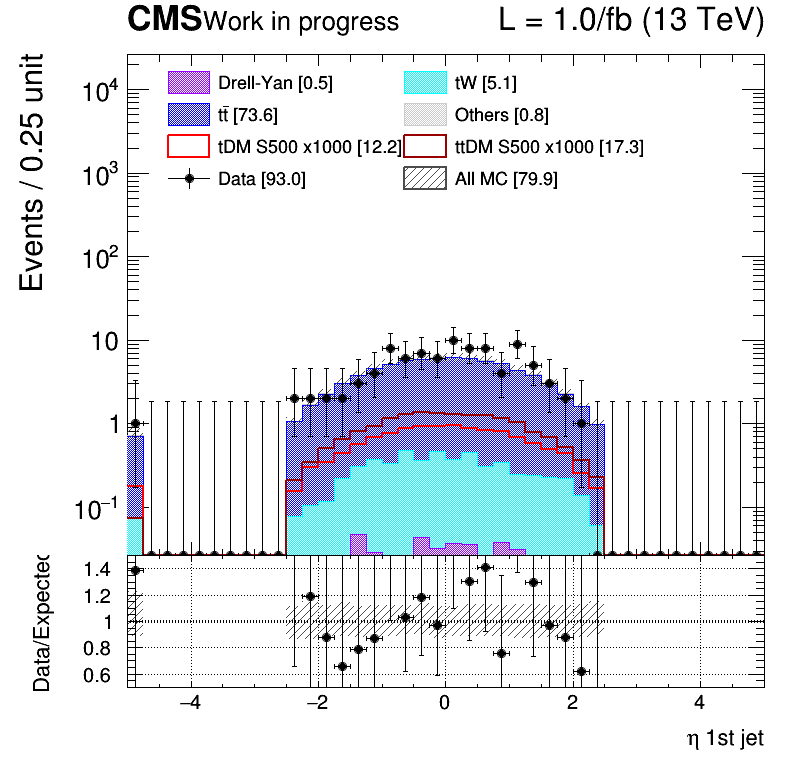 CMS Work in progress L = 1.0/fb (13 TeV)
Events / 0.25 unit
Drell-Yan [0.5] tW [5.1]
tt̄ [73.6] Others [0.8]
tDM S500 x1000 [12.2] ttDM S500 x1000 [17.3]
Data [93.0] All MC [79.9]
10⁴
10³
10²
10
1
10⁻¹
Data/Expected
1.4
1.2
1
0.8
0.6
−4 −2 0 2 4
η 1st jet